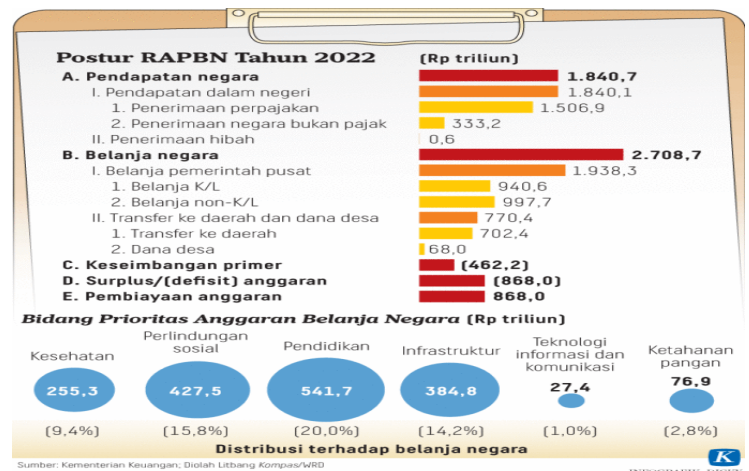 Postur RAPBN Tahun 2022 (Rp triliun)
A. Pendapatan negara 1.840,7
I. Pendapatan dalam negeri 1.840,1
1. Penerimaan perpajakan 1.506,9
2. Penerimaan negara bukan pajak 333,2
II. Penerimaan hibah 0,6
B. Belanja negara 2.708,7
I. Belanja pemerintah pusat 1.938,3
1. Belanja K/L 940,6
2. Belanja non-K/L 997,7
II. Transfer ke daerah dan dana desa 770,4
1. Transfer ke daerah 702,4
2. Dana desa 68,0
C. Keseimbangan primer (462,2)
D. Surplus/(defisit) anggaran (868,0)
E. Pembiayaan anggaran 868,0
Bidang Prioritas Anggaran Belanja Negara (Rp triliun)
Kesehatan
255,3
(9,4%)
Perlindungan
sosial
427,5
(15,8%)
Pendidikan
541,7
(20,0%)
Infrastruktur
384,8
(14,2%)
Teknologi
informasi dan
komunikasi
27,4
(1,0%)
Ketahanan
pangan
76,9
(2,8%)
Distribusi terhadap belanja negara
Sumber: Kementerian Keuangan; Diolah Litbang Kompas/WRD
K